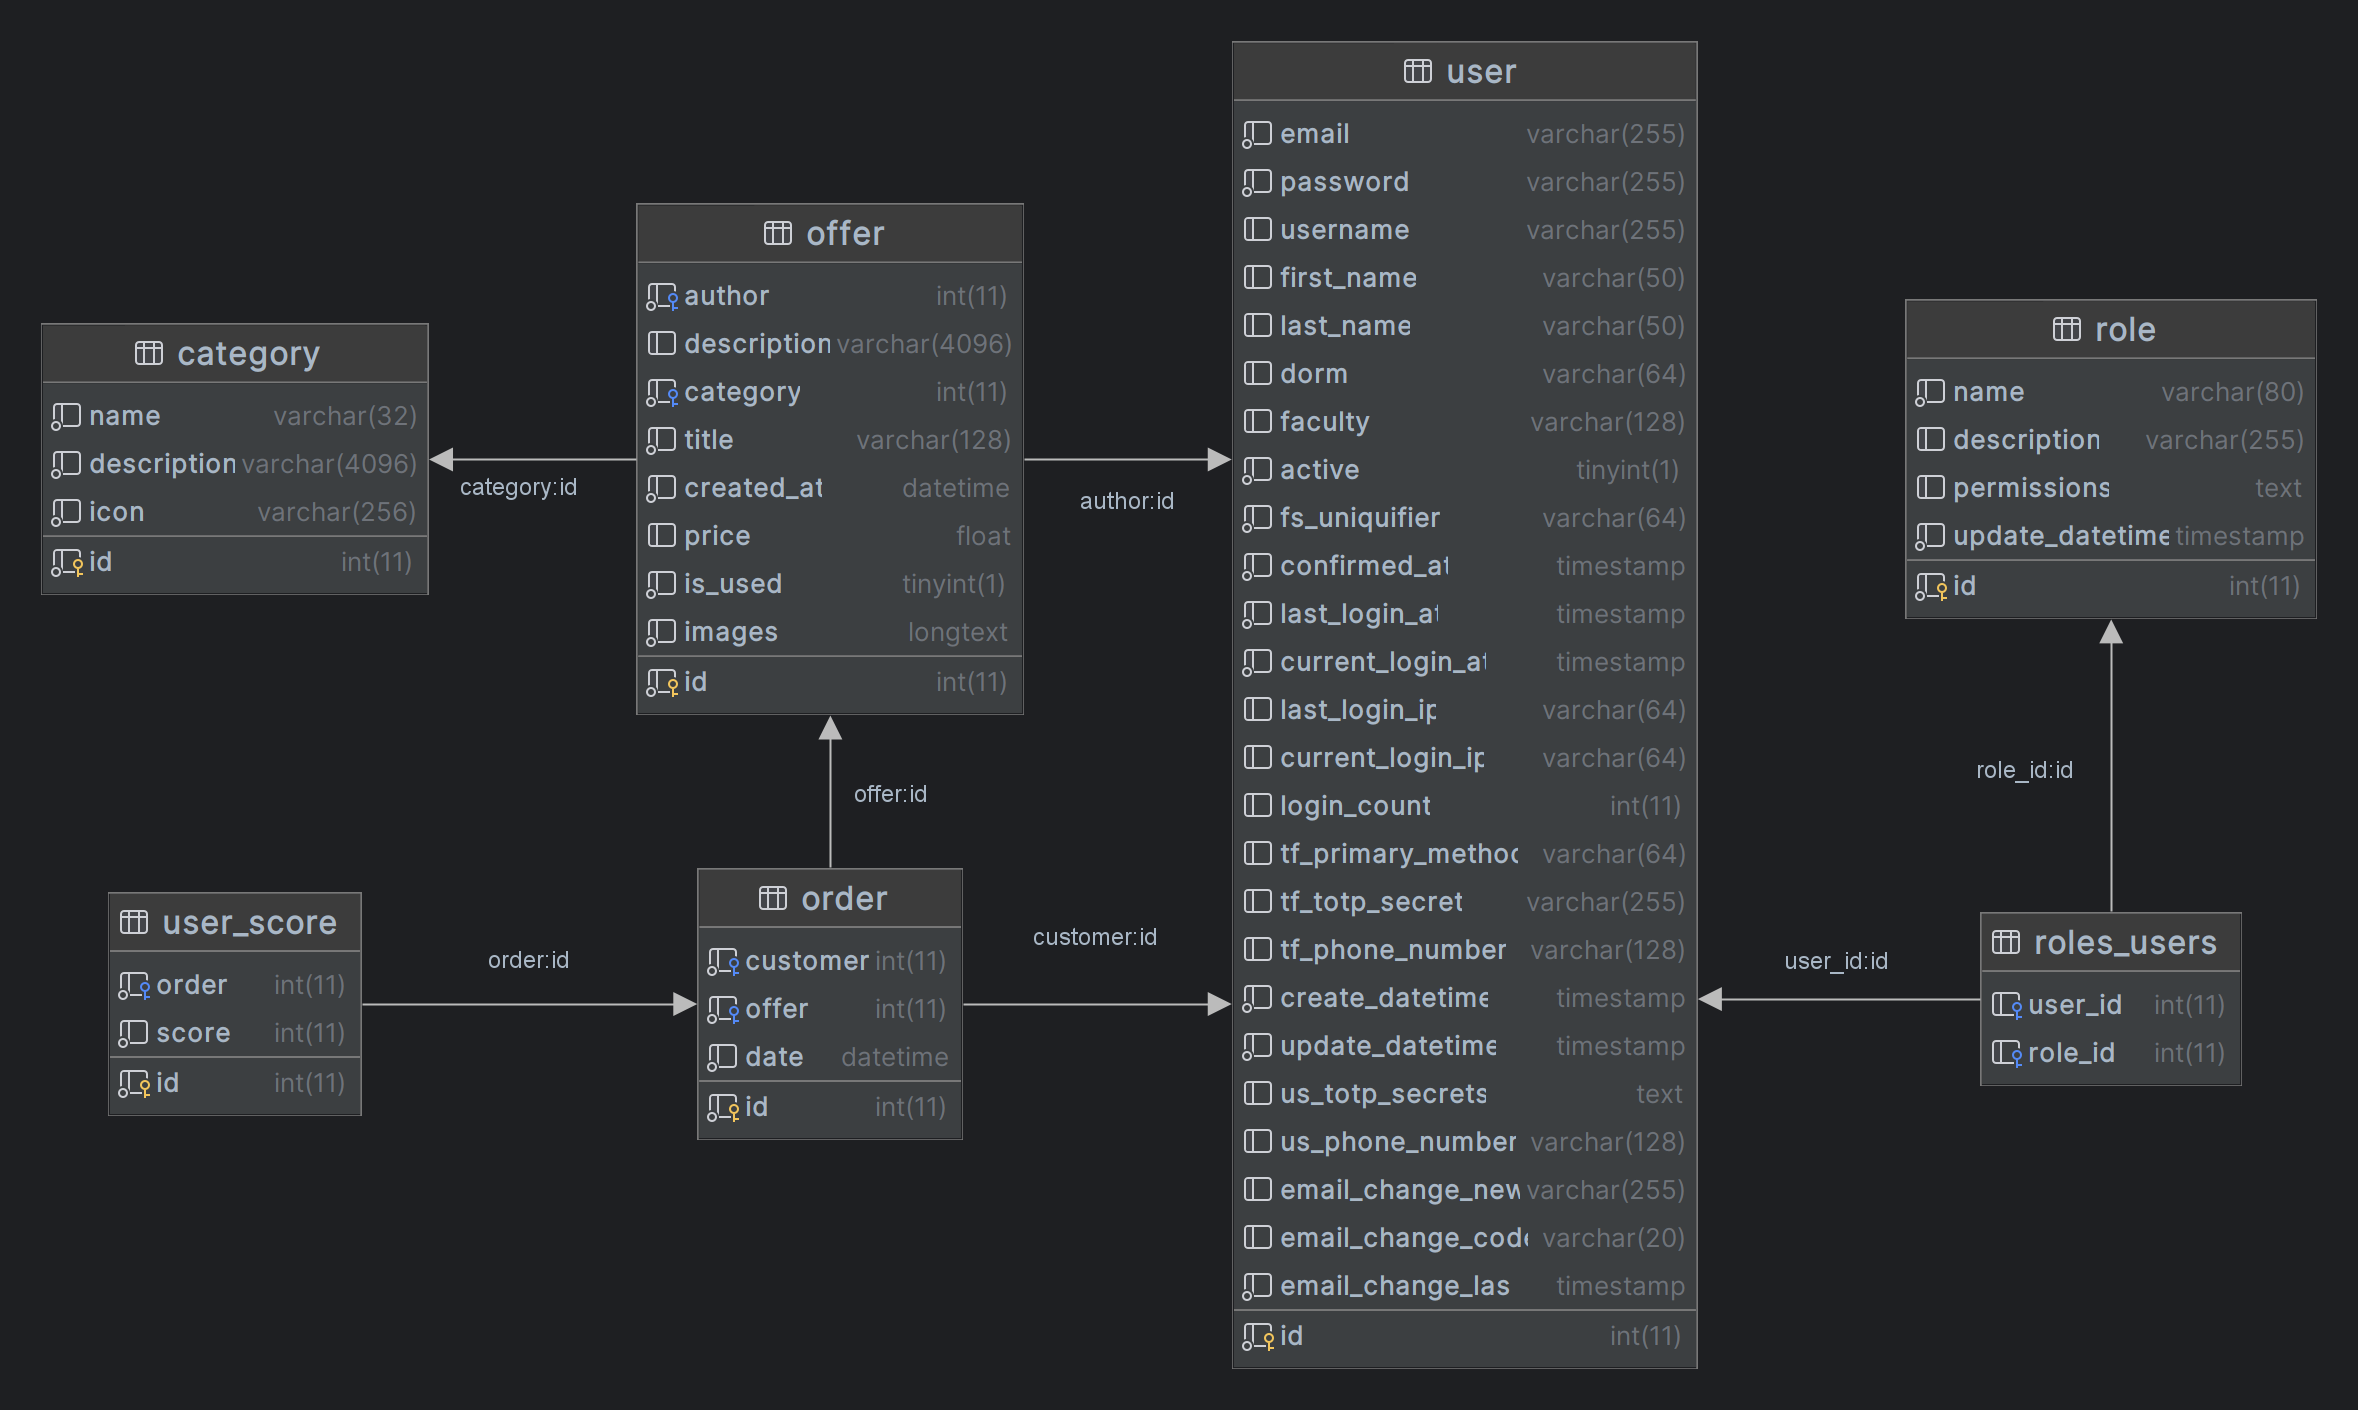 category
name varchar(32)
description varchar(4096)
icon varchar(256)
id int(11)
category:id
offer
author int(11)
description varchar(4096)
category int(11)
title varchar(128)
created_at datetime
price float
is_used tinyint(1)
images longtext
id int(11)
author:id
offer:id
user_score
order int(11)
score int(11)
id int(11)
order:id
order
customer int(11)
offer int(11)
date datetime
id int(11)
customer:id
user
email varchar(255)
password varchar(255)
username varchar(255)
first_name varchar(50)
last_name varchar(50)
dorm varchar(64)
faculty varchar(128)
active tinyint(1)
fs_uniquifier varchar(64)
confirmed_at timestamp
last_login_at timestamp
current_login_at timestamp
last_login_ip varchar(64)
current_login_ip varchar(64)
login_count int(11)
tf_primary_method varchar(64)
tf_totp_secret varchar(255)
tf_phone_number varchar(128)
create_datetime timestamp
update_datetime timestamp
us_totp_secrets text
us_phone_number varchar(128)
email_change_new varchar(255)
email_change_code varchar(20)
email_change_las timestamp
id int(11)
role
name varchar(80)
description varchar(255)
permissions text
update_datetime timestamp
id int(11)
role_id:id
user_id:id
roles_users
user_id int(11)
role_id int(11)